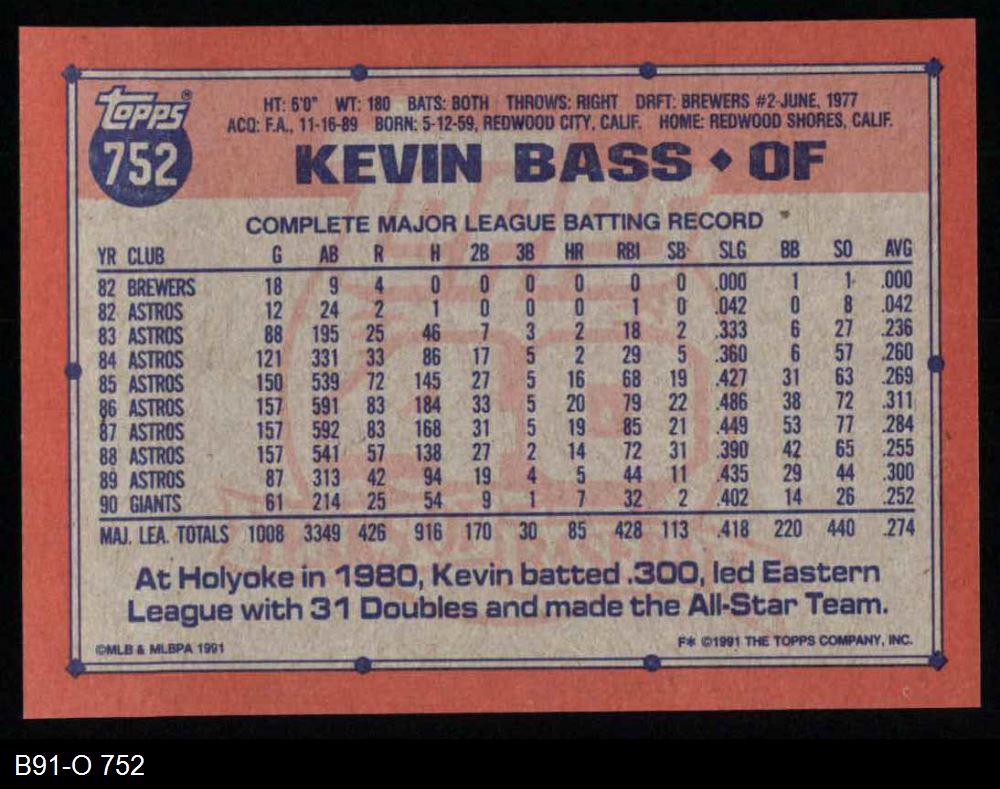 topps®
752
HT: 6'0" WT: 180 BATS: BOTH THROWS: RIGHT DRFT: BREWERS #2-JUNE, 1977
ACQ: F.A., 11-16-89 BORN: 5-12-59, REDWOOD CITY, CALIF. HOME: REDWOOD SHORES, CALIF.
KEVIN BASS ◆ OF
COMPLETE MAJOR LEAGUE BATTING RECORD
YR CLUB G AB R H 2B 3B HR RBI SB SLG BB SO AVG
82 BREWERS 18 9 4 0 0 0 0 0 0 .000 1 1 .000
82 ASTROS 12 24 2 1 0 0 0 1 0 .042 0 8 .042
83 ASTROS 88 195 25 46 7 3 2 18 2 .333 6 27 .236
84 ASTROS 121 331 33 86 17 5 2 29 5 .360 6 57 .260
85 ASTROS 150 539 72 145 27 5 16 68 19 .427 31 63 .269
86 ASTROS 157 591 83 184 33 5 20 79 22 .486 38 72 .311
87 ASTROS 157 592 83 168 31 5 19 85 21 .449 53 77 .284
88 ASTROS 157 541 57 138 27 2 14 72 31 .390 42 65 .255
89 ASTROS 87 313 42 94 19 4 5 44 11 .435 29 44 .300
90 GIANTS 61 214 25 54 9 1 7 32 2 .402 14 26 .252
MAJ. LEA. TOTALS 1008 3349 426 916 170 30 85 428 113 .418 220 440 .274
At Holyoke in 1980, Kevin batted .300, led Eastern
League with 31 Doubles and made the All-Star Team.
©MLB & MLBPA 1991
F* ©1991 THE TOPPS COMPANY, INC.
B91-O 752